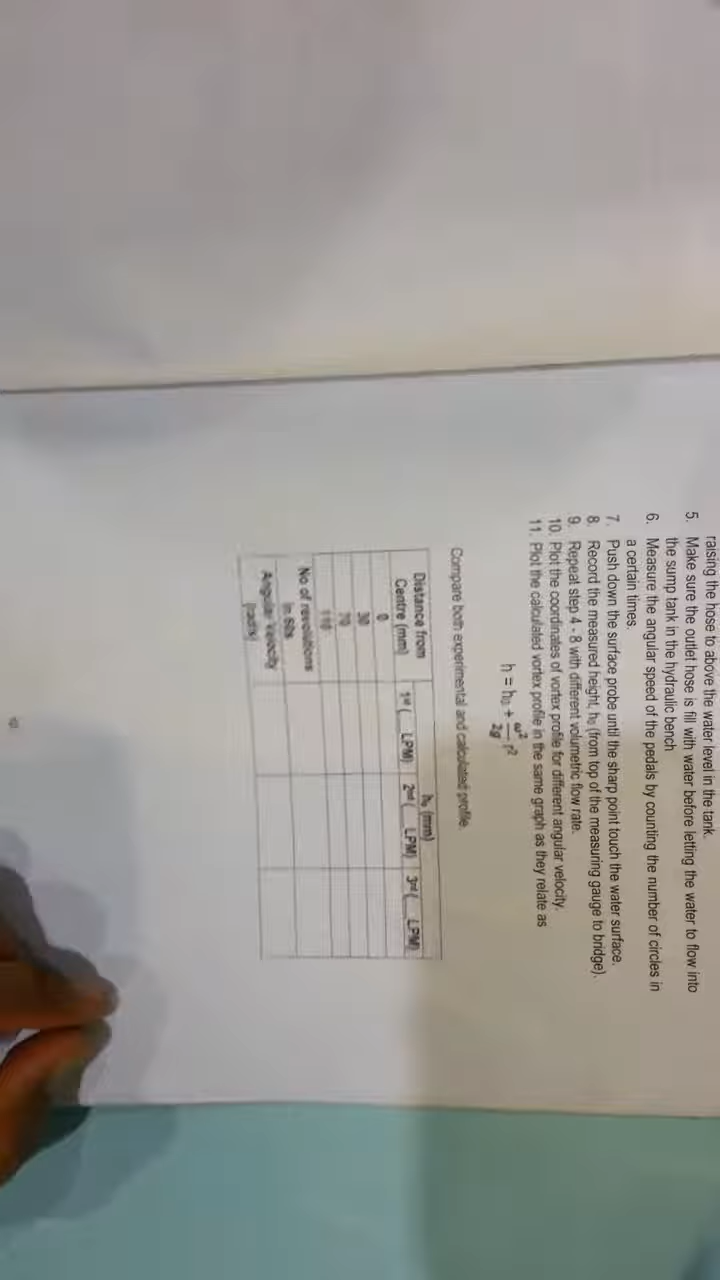 raising the hose to above the water level in the tank.
5. Make sure the outlet hose is fill with water before letting the water to flow into
the sump tank in the hydraulic bench
6. Measure the angular speed of the pedals by counting the number of circles in
a certain times.
7. Push down the surface probe until the sharp point touch the water surface.
8. Record the measured height, h₀ (from top of the measuring gauge to bridge).
9. Repeat step 4 - 8 with different volumetric flow rate.
10. Plot the coordinates of vortex profile for different angular velocity.
11. Plot the calculated vortex profile in the same graph as they relate as
h = h₀ + ω²/2g r²
Compare both experimental and calculated profile.
Distance from Centre (mm) h₀ (mm)
1st (__ LPM) 2nd (__ LPM) 3rd (__ LPM)
0
30
70
110
No of revolutions in 60s
Angular Velocity (rad/s)